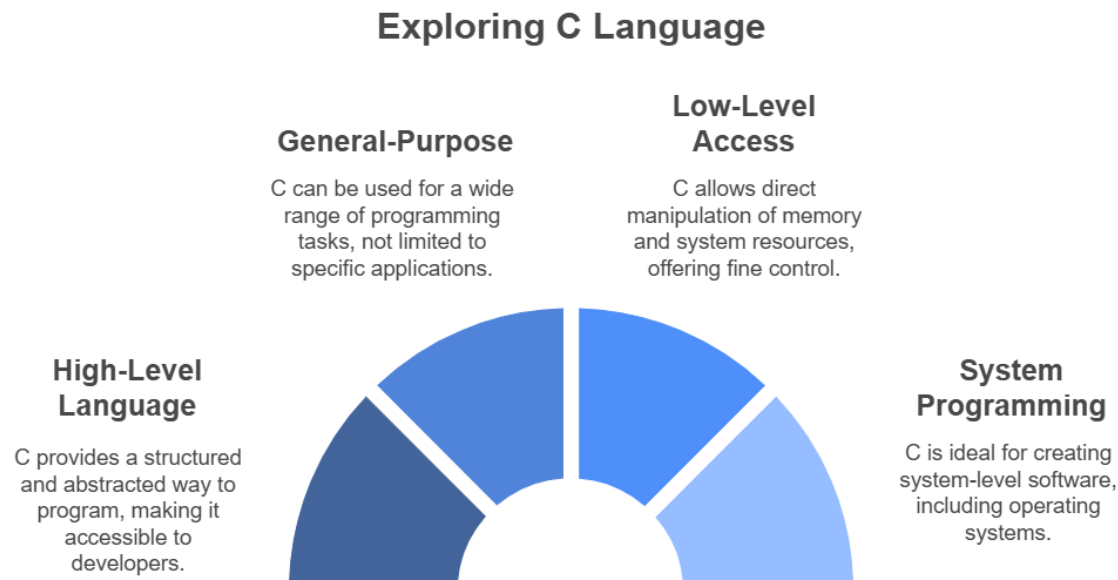 Exploring C Language
General-Purpose
C can be used for a wide
range of programming
tasks, not limited to
specific applications.
Low-Level
Access
C allows direct
manipulation of memory
and system resources,
offering fine control.
High-Level
Language
C provides a structured
and abstracted way to
program, making it
accessible to
developers.
System
Programming
C is ideal for creating
system-level software,
including operating
systems.